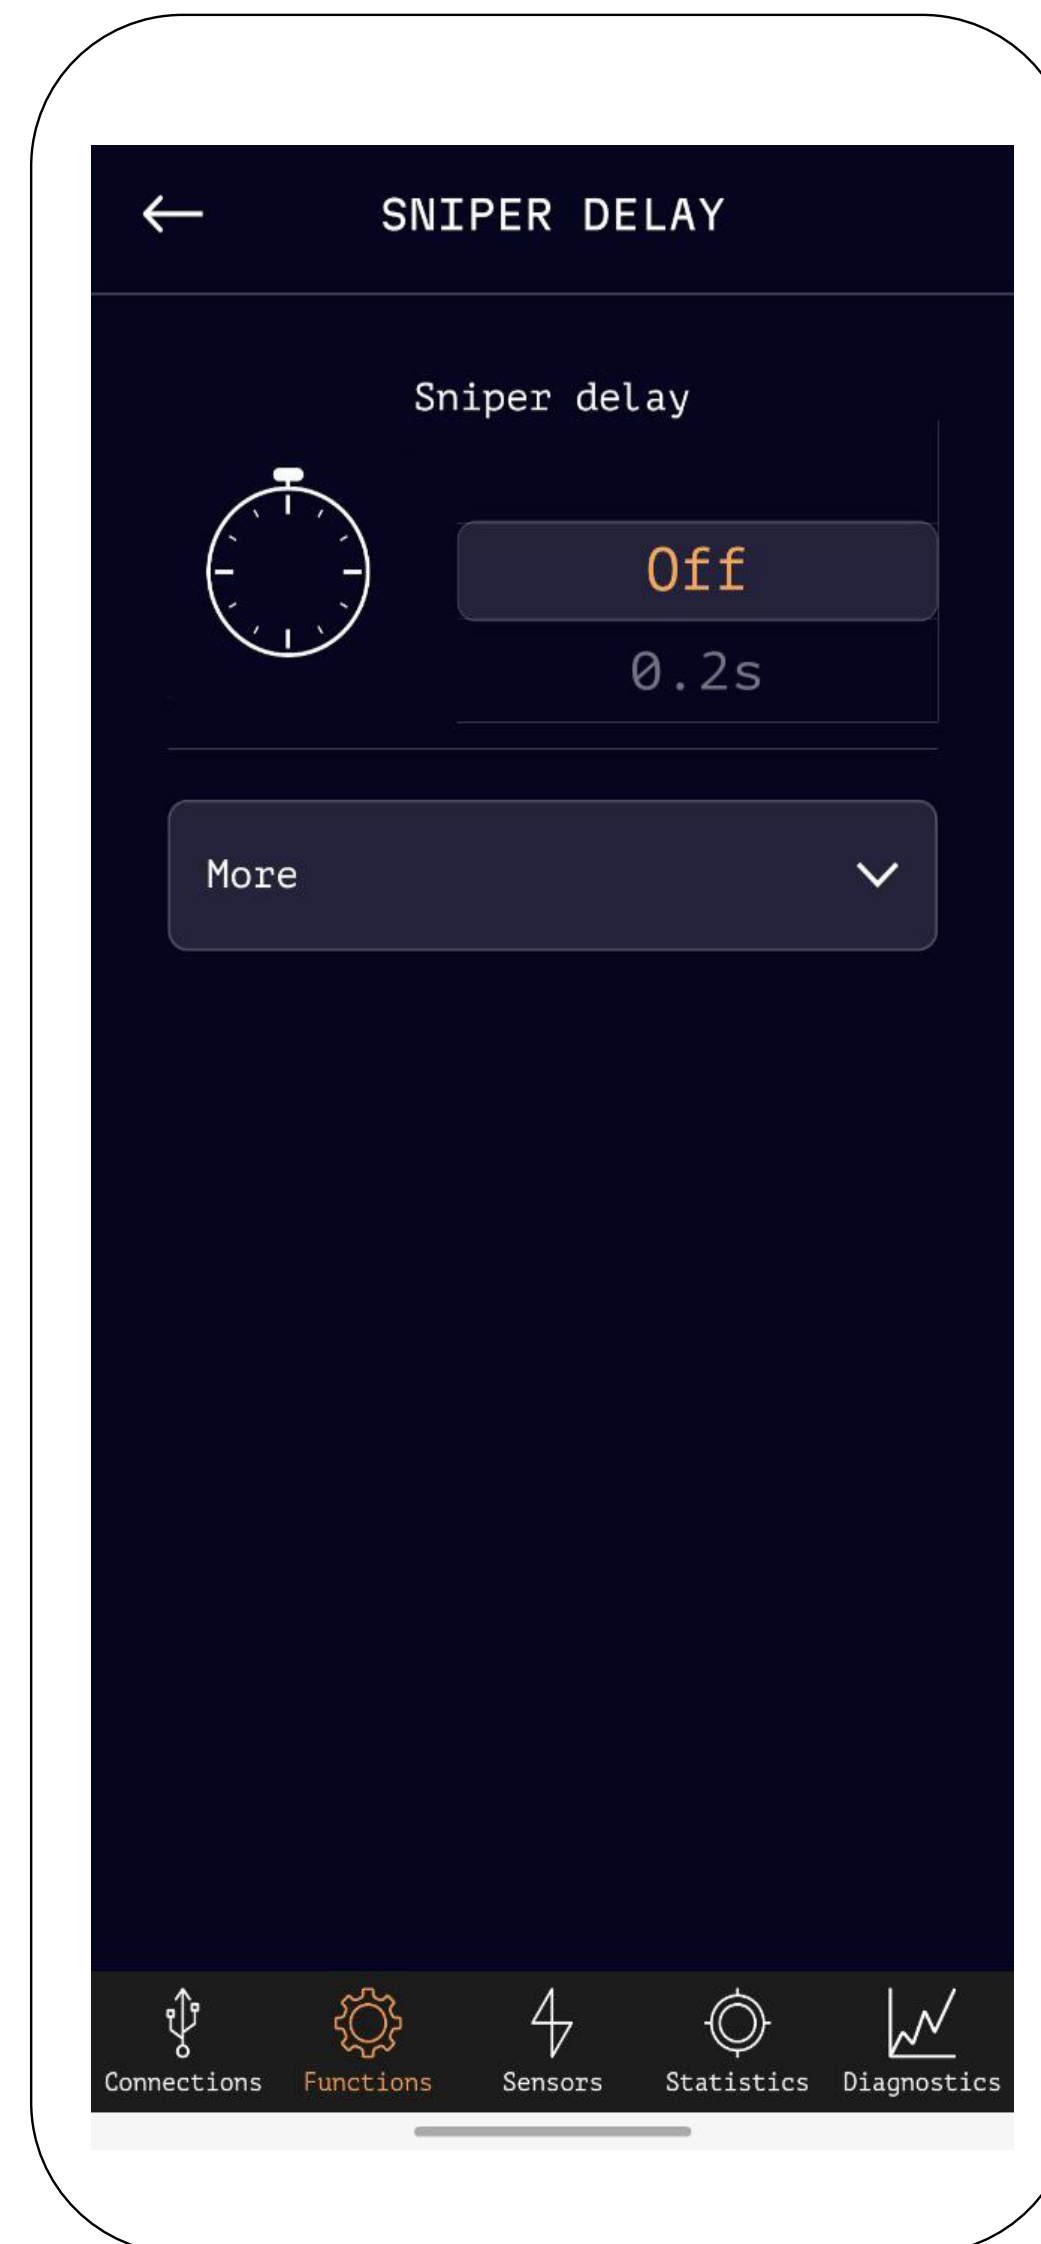 SNIPER DELAY
Sniper delay
Off
0.2s
More
Connections Functions Sensors Statistics Diagnostics